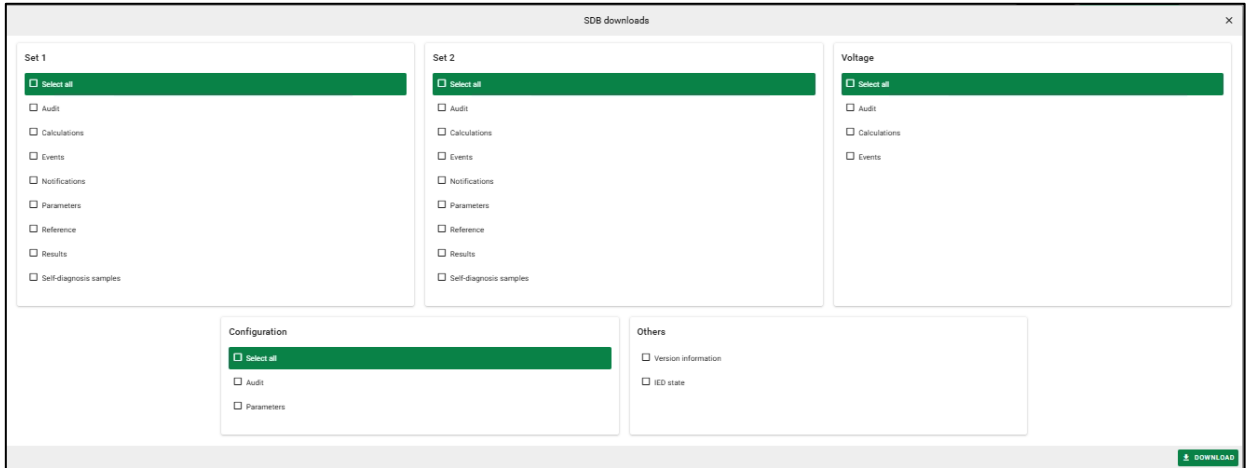 SDB downloads
Set 1
Select all
Audit
Calculations
Events
Notifications
Parameters
Reference
Results
Self-diagnosis samples
Set 2
Select all
Audit
Calculations
Events
Notifications
Parameters
Reference
Results
Self-diagnosis samples
Voltage
Select all
Audit
Calculations
Events
Configuration
Select all
Audit
Parameters
Others
Version information
IED state
DOWNLOAD